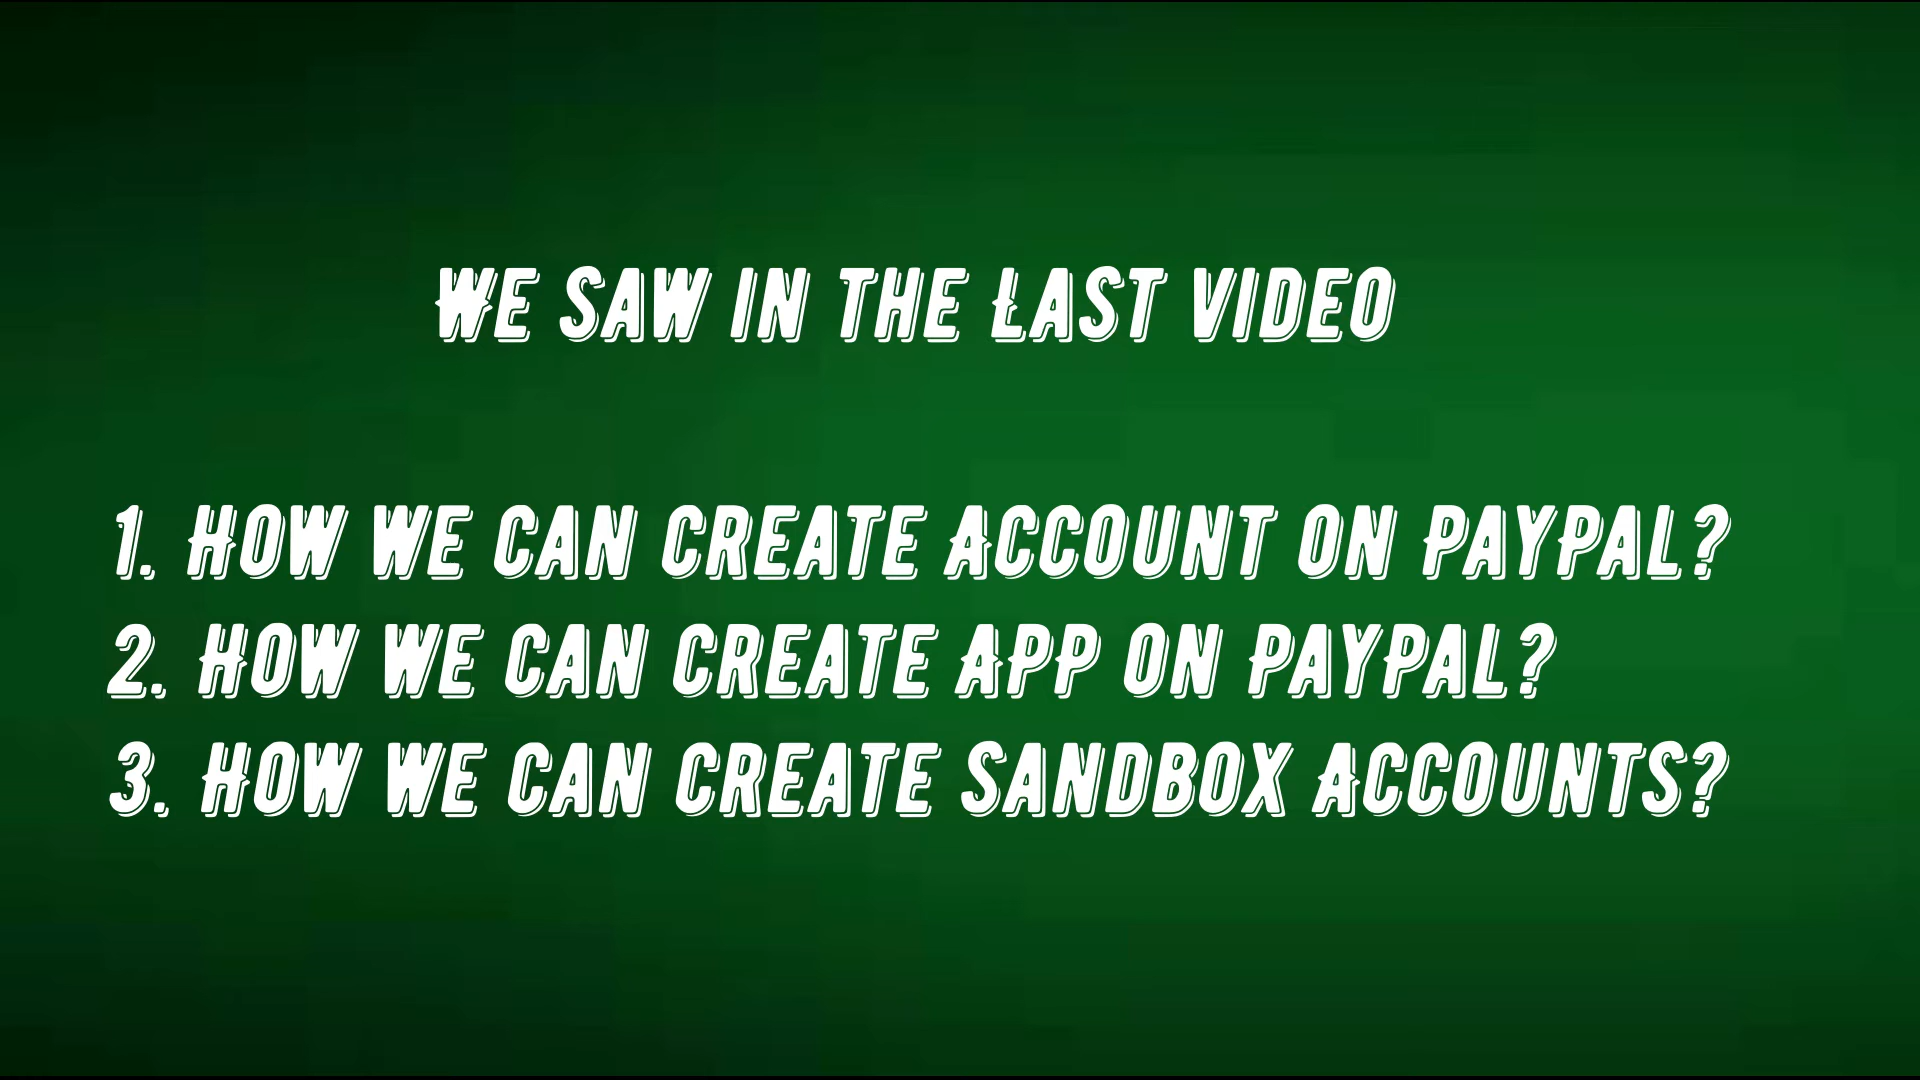 We Saw in the Last Video
1. How we can create Account on PayPal?
2. How we can create App on PayPal?
3. How we can create Sandbox Accounts?